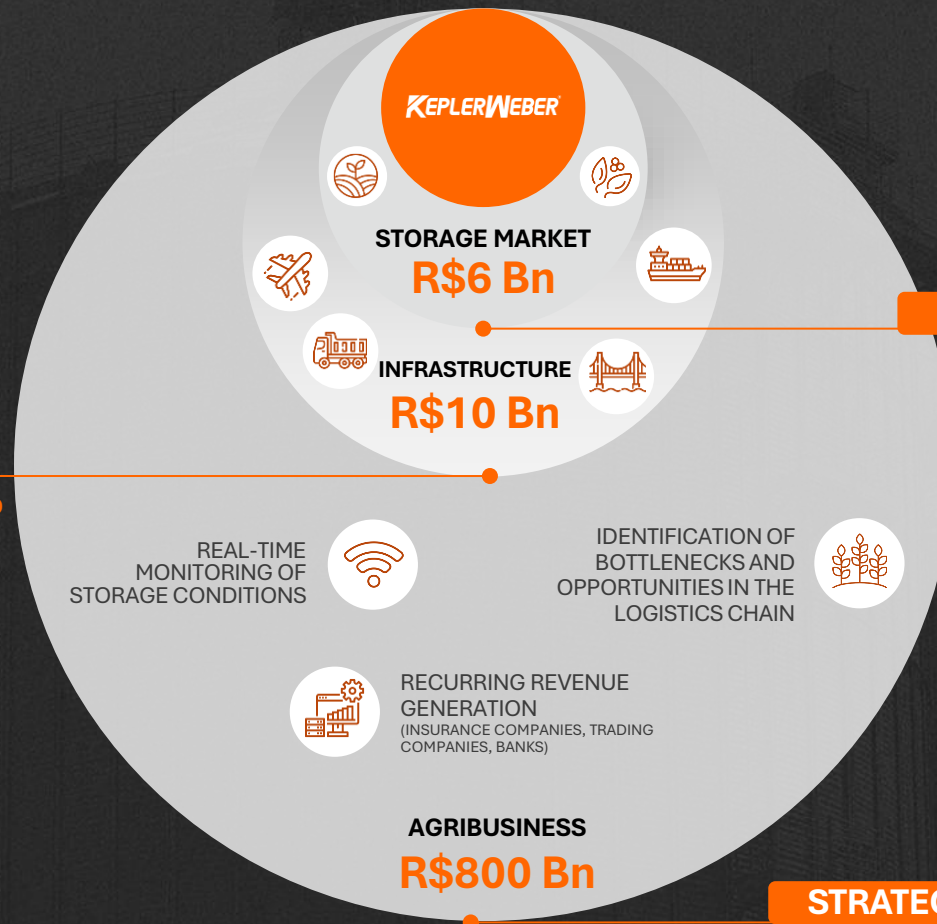 KEPLERWEBER
STORAGE MARKET
R$6 Bn
INFRASTRUCTURE
R$10 Bn
REAL-TIME
MONITORING OF
STORAGE CONDITIONS
IDENTIFICATION OF
BOTTLENECKS AND
OPPORTUNITIES IN THE
LOGISTICS CHAIN
RECURRING REVENUE
GENERATION
(INSURANCE COMPANIES, TRADING
COMPANIES, BANKS)
AGRIBUSINESS
R$800 Bn